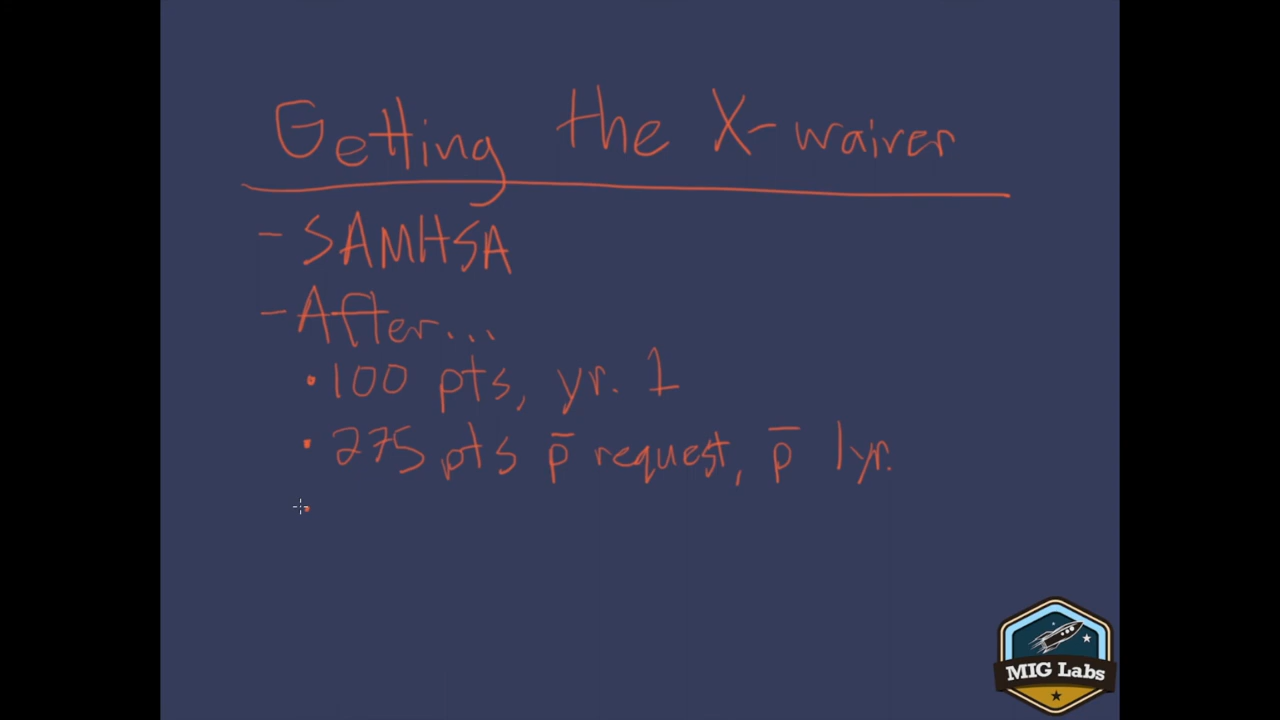 Getting the X-waiver
- SAMHSA
- After...
• 100 pts, yr. 1
• 275 pts p̄ request, p̄ 1yr.
•
MIG Labs